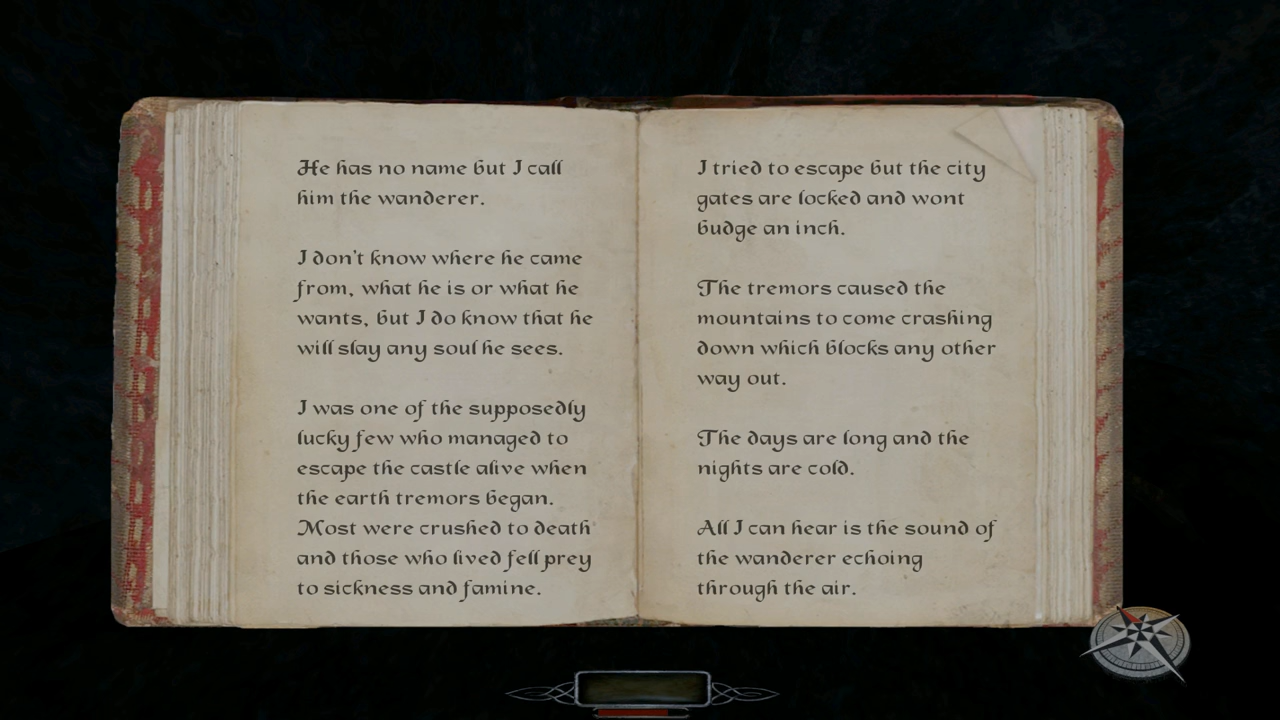 He has no name but I call
him the wanderer.
I don't know where he came
from, what he is or what he
wants, but I do know that he
will slay any soul he sees.
I was one of the supposedly
lucky few who managed to
escape the castle alive when
the earth tremors began.
Most were crushed to death
and those who lived fell prey
to sickness and famine.
I tried to escape but the city
gates are locked and wont
budge an inch.
The tremors caused the
mountains to come crashing
down which blocks any other
way out.
The days are long and the
nights are cold.
All I can hear is the sound of
the wanderer echoing
through the air.